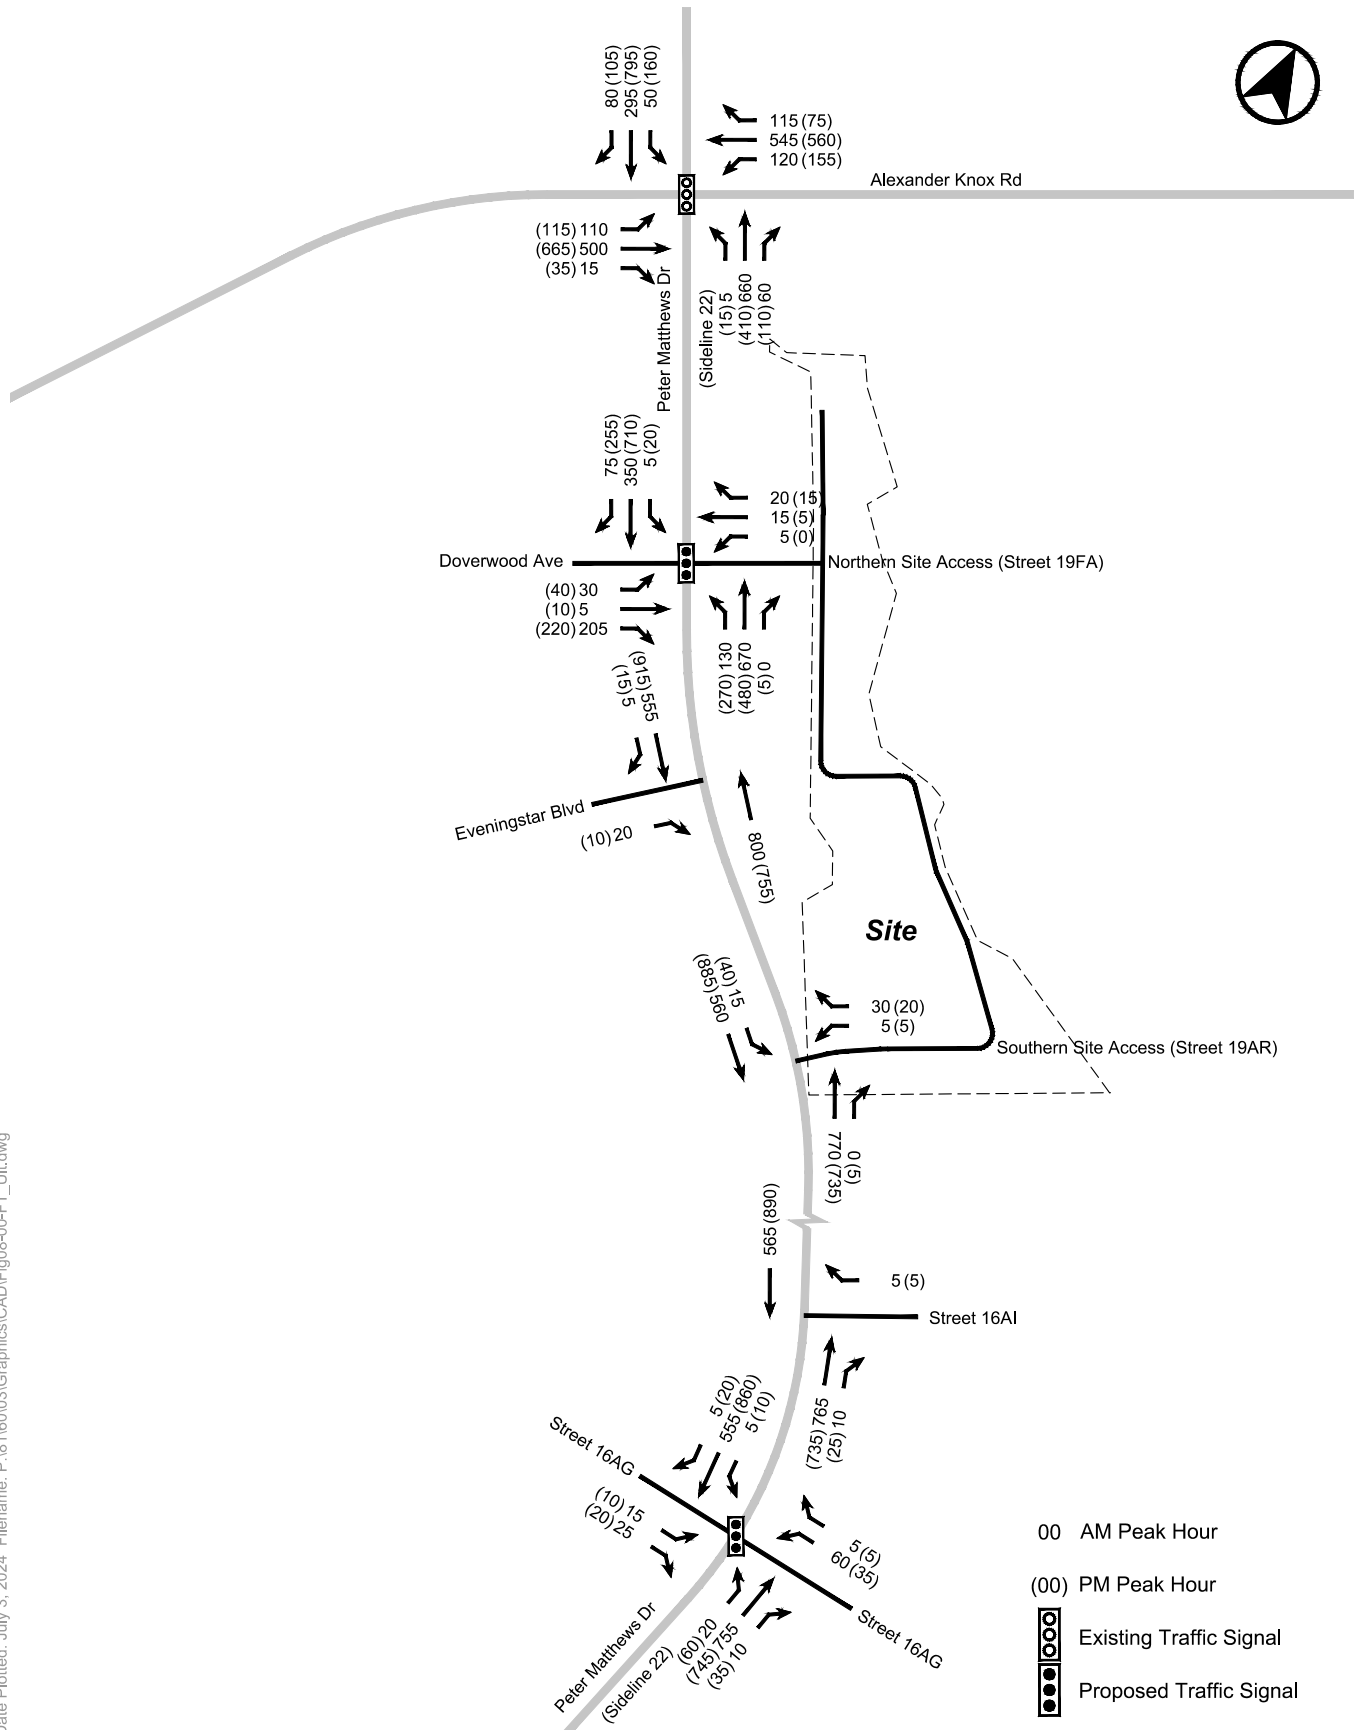 80 (105)
295 (795)
50 (160)
115 (75)
545 (560)
120 (155)
Alexander Knox Rd
(115) 110
(665) 500
(35) 15
Peter Matthews Dr
(Sideline 22)
(15) 5
(410) 660
(110) 60
75 (255)
350 (710)
5 (20)
20 (15)
15 (5)
5 (0)
Doverwood Ave
Northern Site Access (Street 19FA)
(40) 30
(10) 5
(220) 205
(270) 130
(480) 670
(5) 0
(915) 555
(15) 5
Eveningstar Blvd
(10) 20
800 (755)
Site
(40) 15
(885) 560
30 (20)
5 (5)
Southern Site Access (Street 19AR)
770 (735)
0 (5)
565 (890)
5 (5)
Street 16AI
(735) 765
(25) 10
5 (20)
555 (860)
5 (10)
Street 16AG
(10) 15
(20) 25
5 (5)
60 (35)
Street 16AG
Peter Matthews Dr
(Sideline 22)
(60) 20
(745) 755
(35) 10
00 AM Peak Hour
(00) PM Peak Hour
Existing Traffic Signal
Proposed Traffic Signal
Date Plotted: July 3, 2024 Filename: